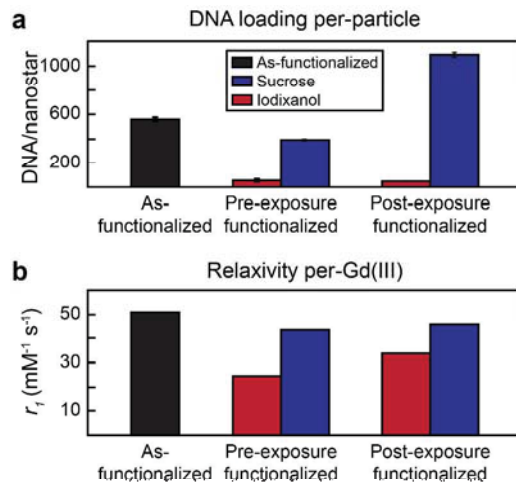 a
DNA loading per-particle
DNA/nanostar
1000
600
200
As-functionalized
Sucrose
Iodixanol
As-
functionalized
Pre-exposure
functionalized
Post-exposure
functionalized
b
Relaxivity per-Gd(III)
r₁ (mM⁻¹ s⁻¹)
50
30
10
As-
functionalized
Pre-exposure
functionalized
Post-exposure
functionalized